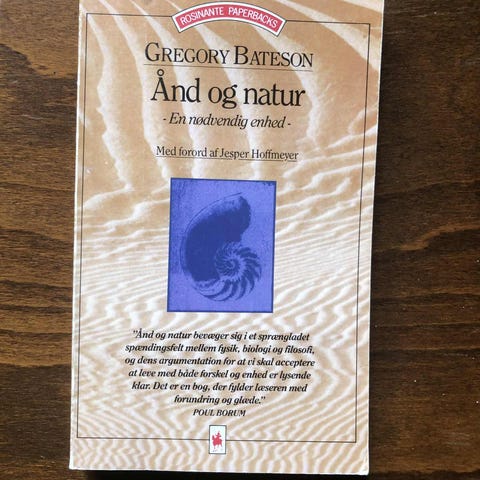 ROSINANTE PAPERBACKS
GREGORY BATESON
Ånd og natur
- En nødvendig enhed -
Med forord af Jesper Hoffmeyer
"Ånd og natur bevæger sig i et sprængladet
spændingsfelt mellem fysik, biologi og filosofi,
og dens argumentation for at vi skal acceptere
at leve med både forskel og enhed er lysende
klar. Det er en bog, der fylder læseren med
forundring og glæde."
POUL BORUM